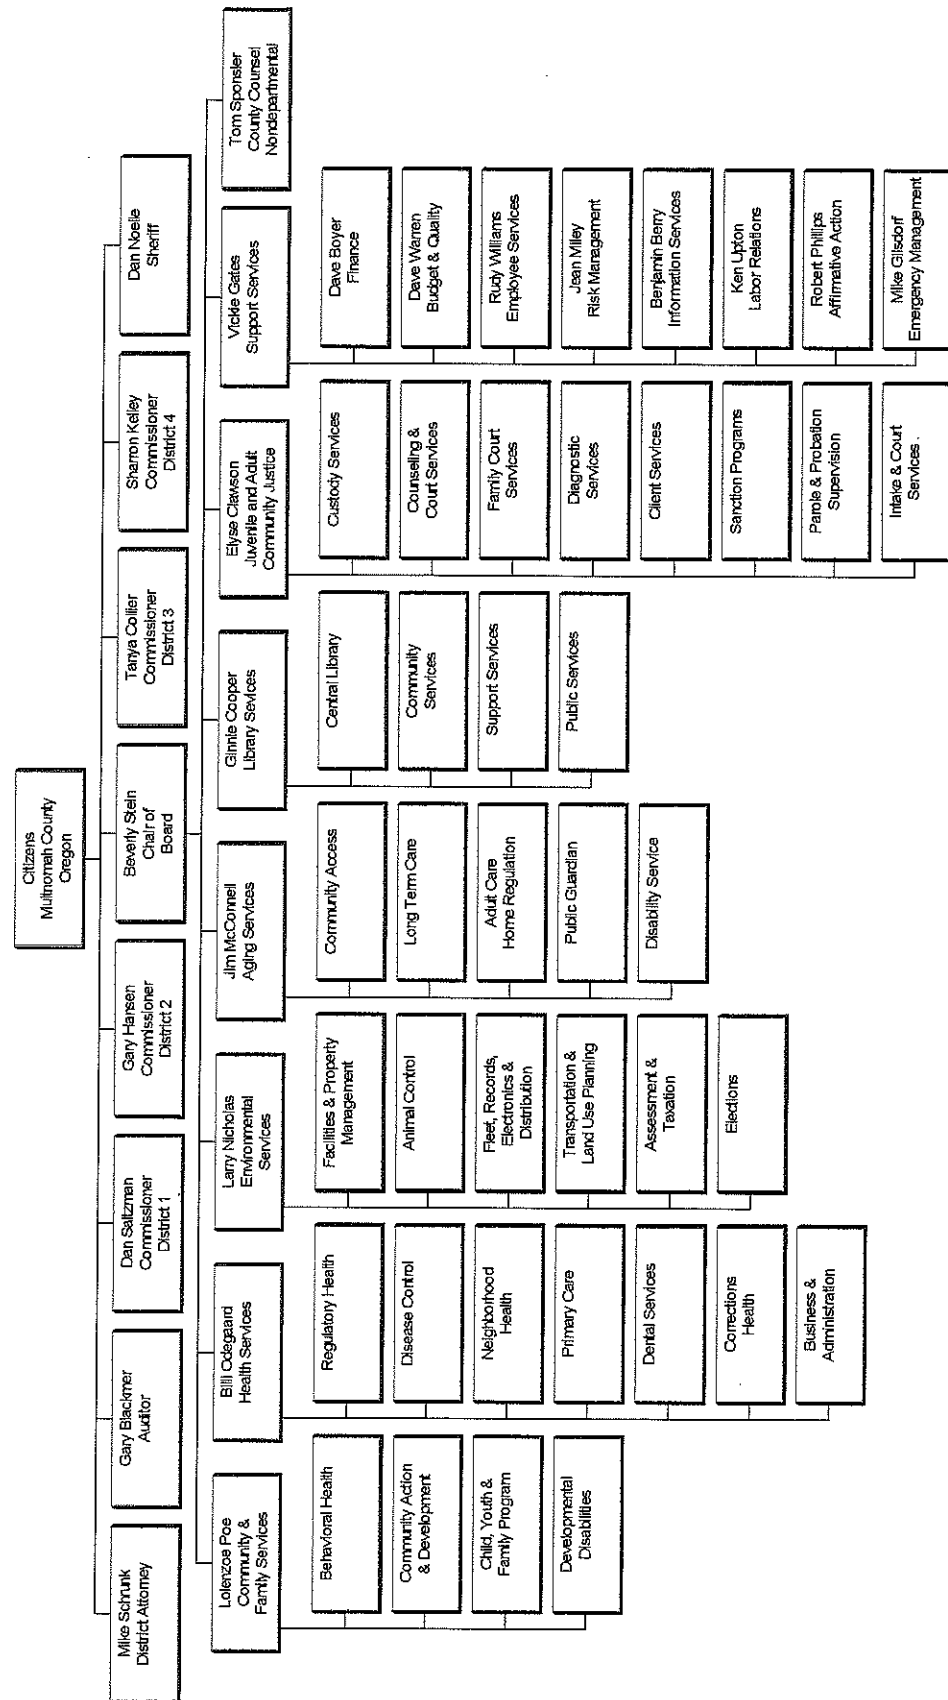 Citizens
Multnomah County
Oregon
Mike Schrunk
District Attorney
Gary Blackmer
Auditor
Dan Saltzman
Commissioner
District 1
Gary Hansen
Commissioner
District 2
Beverly Stein
Chair of
Board
Tanya Collier
Commissioner
District 3
Sharron Kelley
Commissioner
District 4
Dan Noelle
Sheriff
Lolenzoe Poe
Community &
Family Services
Billi Odegaard
Health Services
Larry Nicholas
Environmental
Services
Jim McConnell
Aging Services
Ginnie Cooper
Library Sevices
Elyse Clawson
Juvenile and Adult
Community Justice
Vickie Gates
Support Services
Tom Sponsler
County Counsel
Nondepartmental
Behavioral Health
Community Action
& Development
Child, Youth &
Family Program
Developmental
Disabilities
Regulatory Health
Disease Control
Neighborhood
Health
Primary Care
Dental Services
Corrections
Health
Business &
Administration
Facilities & Property
Management
Animal Control
Fleet, Records,
Electronics &
Distribution
Transportation &
Land Use Planning
Assessment &
Taxation
Elections
Community Access
Long Term Care
Adult Care
Home Regulation
Public Guardian
Disability Service
Central Library
Community
Services
Support Services
Public Services
Custody Services
Counseling &
Court Services
Family Court
Services
Diagnostic
Services
Client Services
Sanction Programs
Parole & Probation
Supervision
Intake & Court
Services .
Dave Boyer
Finance
Dave Warren
Budget & Quality
Rudy Williams
Employee Services
Jean Miley
Risk Management
Benjamin Berry
Information Services
Ken Upton
Labor Relations
Robert Phillips
Affirmative Action
Mike Gilsdorf
Emergency Management